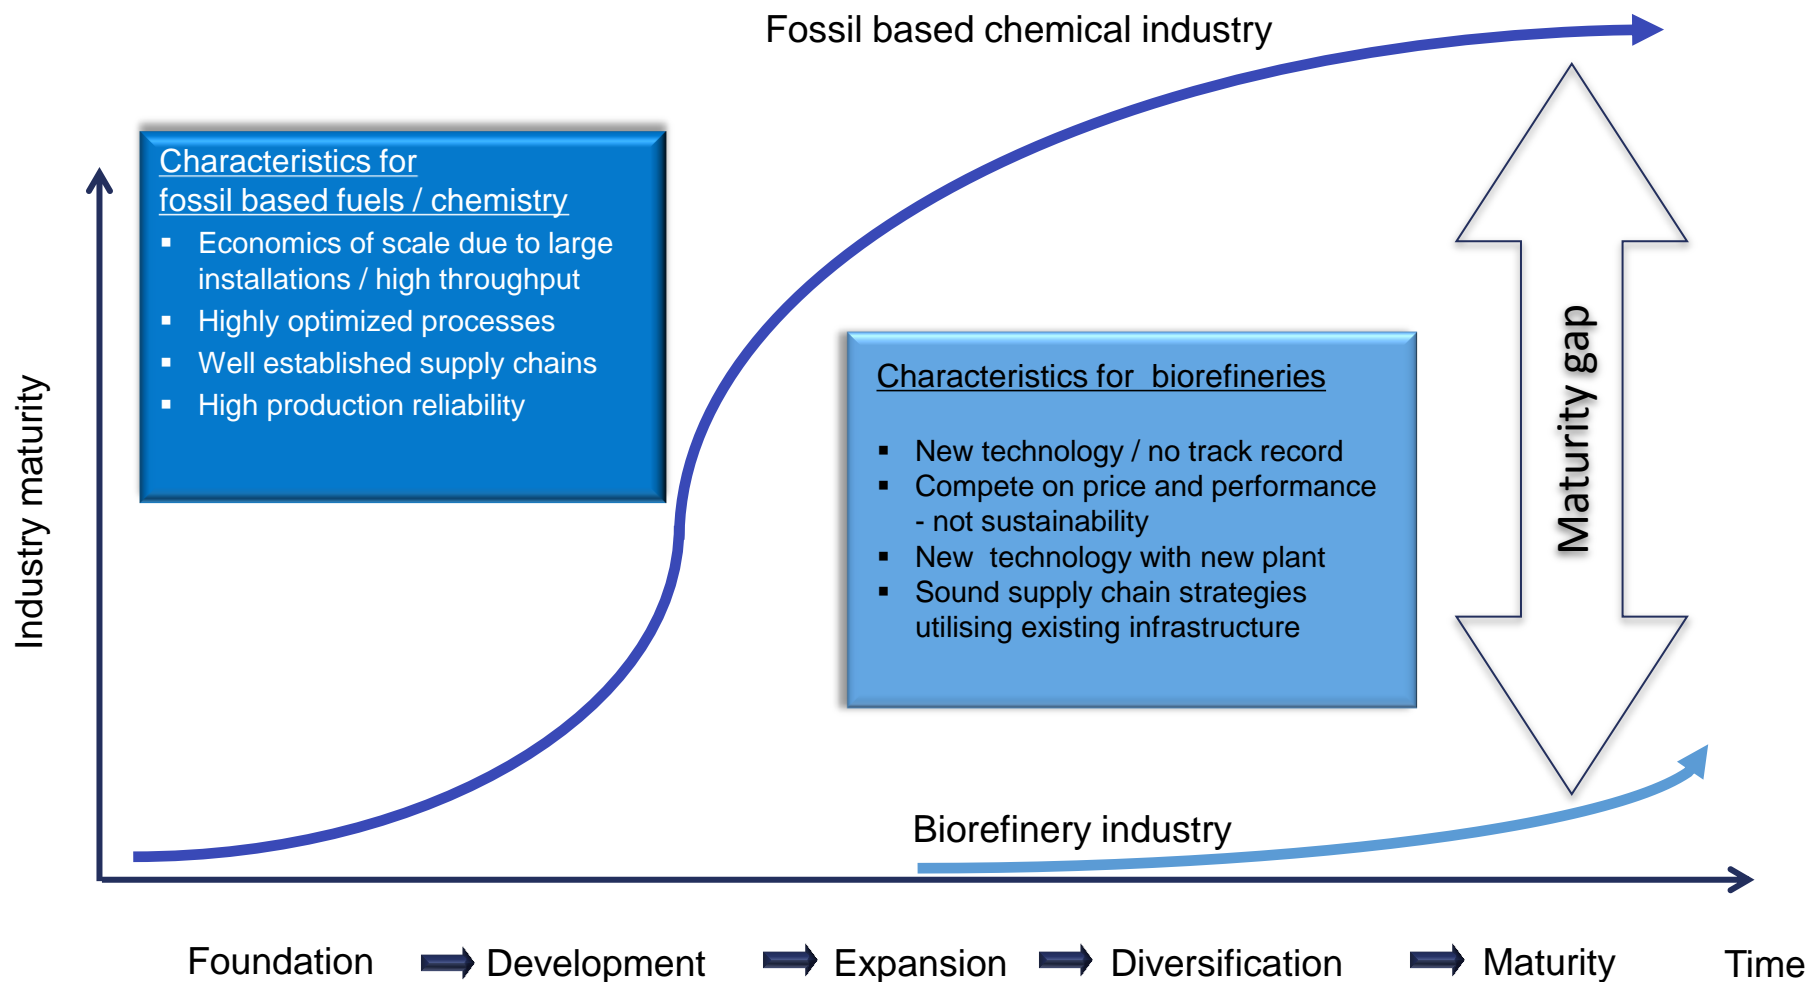 Fossil based chemical industry
Characteristics for
fossil based fuels / chemistry
▪ Economics of scale due to large
installations / high throughput
▪ Highly optimized processes
▪ Well established supply chains
▪ High production reliability
Industry maturity
Characteristics for  biorefineries
▪ New technology / no track record
▪ Compete on price and performance
- not sustainability
▪ New  technology with new plant
▪ Sound supply chain strategies
utilising existing infrastructure
Maturity gap
Biorefinery industry
Foundation Development Expansion Diversification Maturity Time